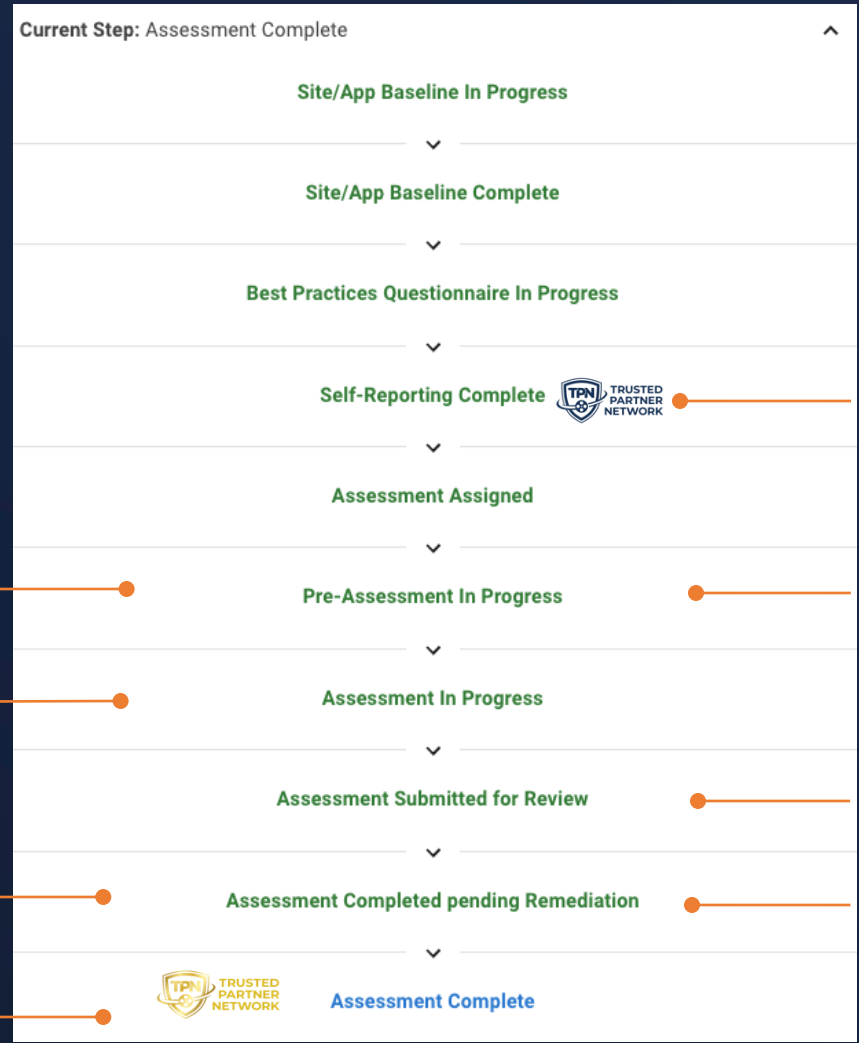 Current Step: Assessment Complete
Site/App Baseline In Progress
Site/App Baseline Complete
Best Practices Questionnaire In Progress
Self-Reporting Complete
TPN
TRUSTED
PARTNER
NETWORK
Assessment Assigned
Pre-Assessment In Progress
Assessment In Progress
Assessment Submitted for Review
Assessment Completed pending Remediation
TPN
TRUSTED
PARTNER
NETWORK
Assessment Complete